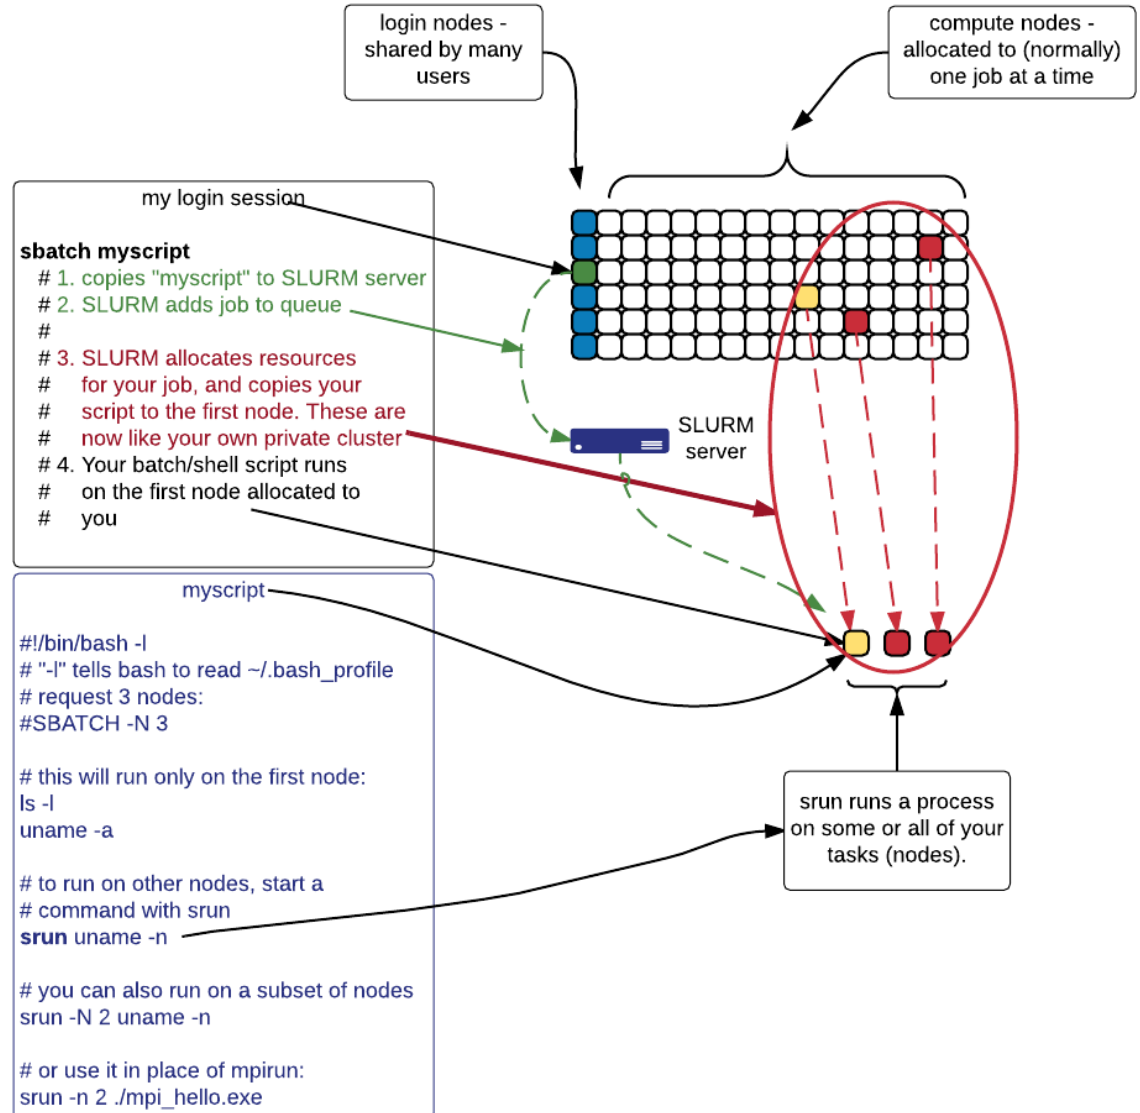 login nodes -
shared by many
users
compute nodes -
allocated to (normally)
one job at a time
my login session
sbatch myscript
# 1. copies "myscript" to SLURM server
# 2. SLURM adds job to queue
#
# 3. SLURM allocates resources
# for your job, and copies your
# script to the first node. These are
# now like your own private cluster
# 4. Your batch/shell script runs
# on the first node allocated to
# you
SLURM
server
myscript
#!/bin/bash -l
# "-l" tells bash to read ~/.bash_profile
# request 3 nodes:
#SBATCH -N 3
# this will run only on the first node:
ls -l
uname -a
# to run on other nodes, start a
# command with srun
srun uname -n
# you can also run on a subset of nodes
srun -N 2 uname -n
# or use it in place of mpirun:
srun -n 2 ./mpi_hello.exe
srun runs a process
on some or all of your
tasks (nodes).